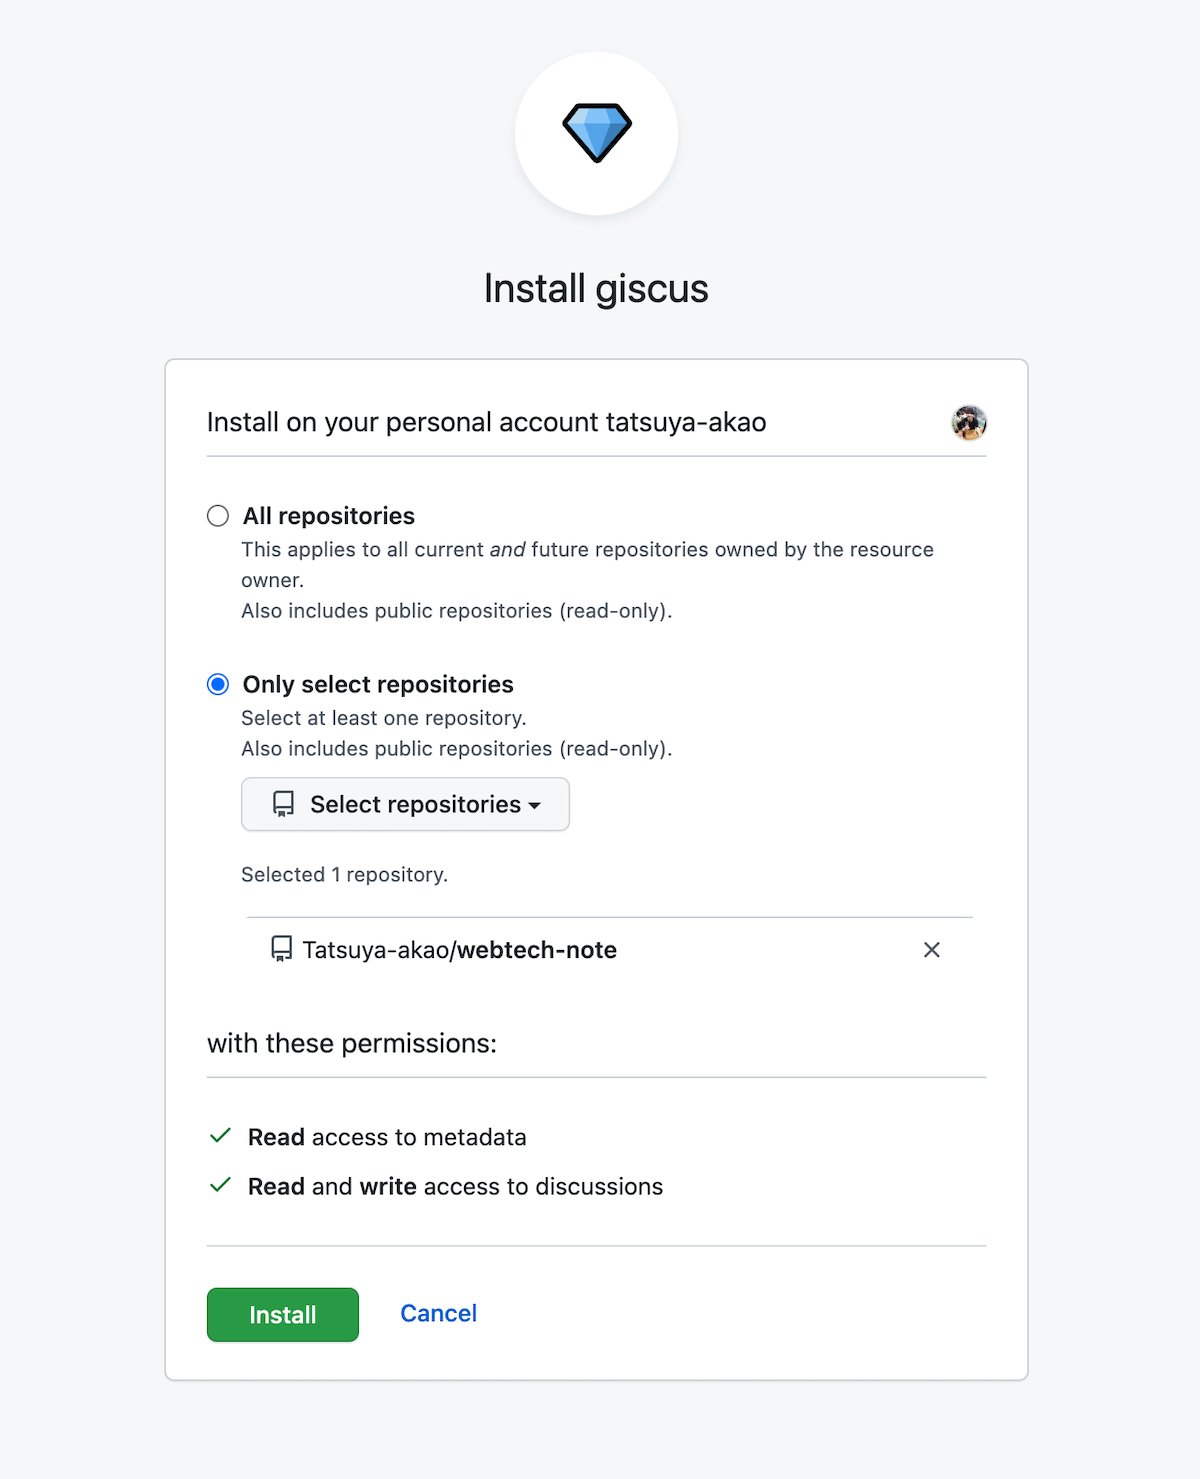 Install giscus
Install on your personal account tatsuya-akao
All repositories
This applies to all current and future repositories owned by the resource
owner.
Also includes public repositories (read-only).
Only select repositories
Select at least one repository.
Also includes public repositories (read-only).
Select repositories
Selected 1 repository.
Tatsuya-akao/webtech-note
with these permissions:
Read access to metadata
Read and write access to discussions
Install Cancel